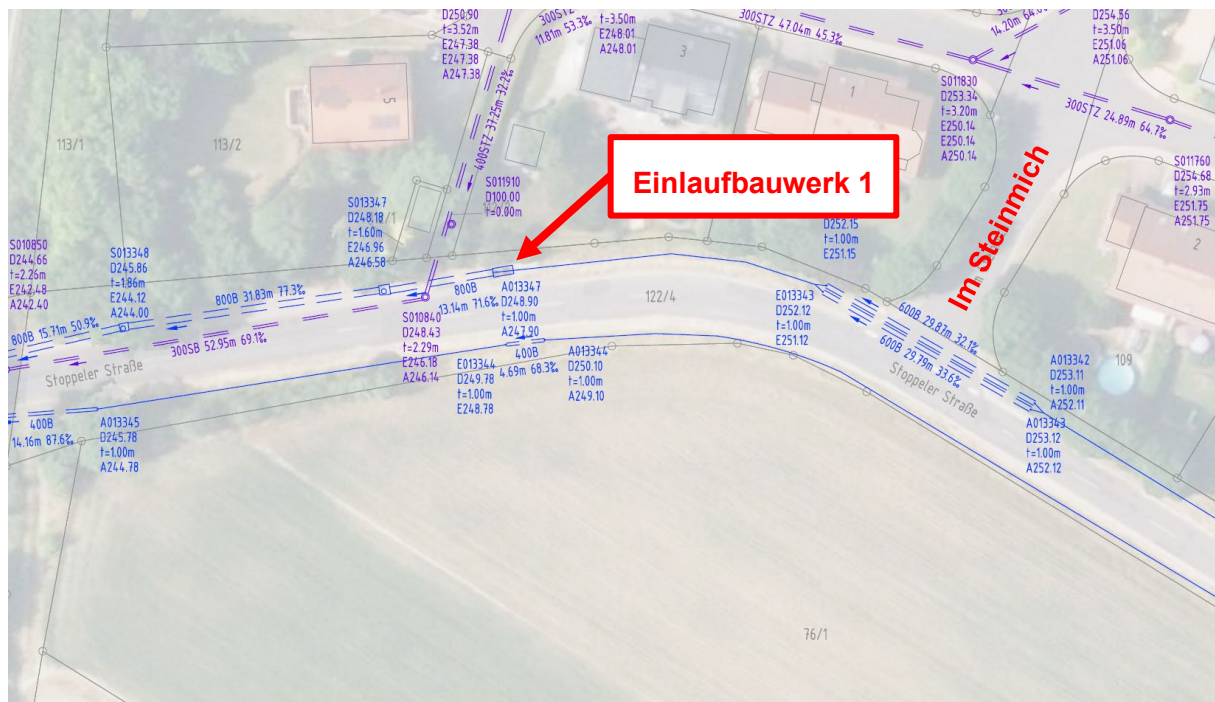 D250.90
t=3.52m
E247.38
E247.38
A247.38
11.81m 53.3‰
t=3.50m
E248.01
A248.01
3
300STZ 47.04m 45.3‰
D254.56
t=3.50m
E251.06
A251.06
S011830
D253.34
t=3.20m
E250.14
E250.14
A250.14
1
300STZ 24.89m 64.7‰
5
113/1
113/2
400STZ 37.25m 32.2‰
S011910
D100.00
t=0.00m
Einlaufbauwerk 1
Im Steinmich
S011760
D254.68
t=2.93m
E251.75
A251.75
2
S013347
D248.18
t=1.60m
E246.96
A246.58
S010850
D244.66
t=2.26m
E242.48
A242.40
S013348
D245.86
t=1.86m
E244.12
A244.00
800B 31.83m 77.3‰
800B 15.71m 50.9‰
300SB 52.95m 69.1‰
Stoppeler Straße
800B
13.14m 71.6‰
A013347
D248.90
t=1.00m
A247.90
S010840
D248.43
t=2.29m
E246.18
A246.14
122/4
D252.15
t=1.00m
E251.15
E013343
D252.12
t=1.00m
E251.12
600B 29.87m 32.1‰
600B 29.79m 33.6‰
Stoppeler Straße
109
A013342
D253.11
t=1.00m
A252.11
A013343
D253.12
t=1.00m
A252.12
400B
4.69m 68.3‰
E013344
D249.78
t=1.00m
E248.78
A013344
D250.10
t=1.00m
A249.10
400B
14.16m 87.6‰
A013345
D245.78
t=1.00m
A244.78
76/1